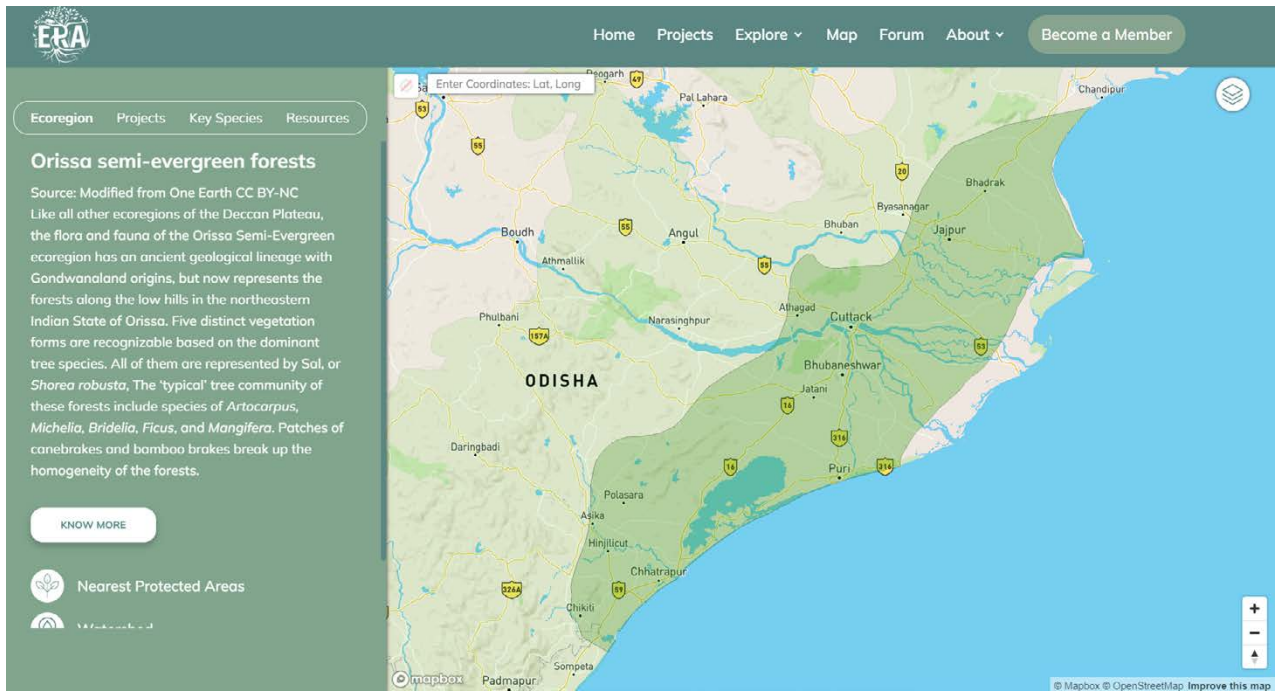 ERA
Home Projects Explore Map Forum About Become a Member
Ecoregion Projects Key Species Resources
Orissa semi-evergreen forests
Source: Modified from One Earth CC BY-NC
Like all other ecoregions of the Deccan Plateau,
the flora and fauna of the Orissa Semi-Evergreen
ecoregion has an ancient geological lineage with
Gondwanaland origins, but now represents the
forests along the low hills in the northeastern
Indian State of Orissa. Five distinct vegetation
forms are recognizable based on the dominant
tree species. All of them are represented by Sal, or
Shorea robusta, The ‘typical’ tree community of
these forests include species of Artocarpus,
Michelia, Bridelia, Ficus, and Mangifera. Patches of
canebrakes and bamboo brakes break up the
homogeneity of the forests.
KNOW MORE
Nearest Protected Areas
Watershed
Enter Coordinates: Lat, Long
47
Pal Lahara
Chandipur
53
55
20
Bhadrak
Byasanagar
Boudh
55
Angul
Bhuban
Jajpur
Athmallik
55
Phulbani
157A
Narasinghpur
Athagad
Cuttack
53
Bhubaneshwar
ODISHA
Jatani
16
316
Daringbadi
16
Puri
316
Polasara
Asika
Hinjilicut
Chhatrapur
326A
59
Chikiti
Sompeta
Padmapur
mapbox
+
−
© Mapbox © OpenStreetMap Improve this map